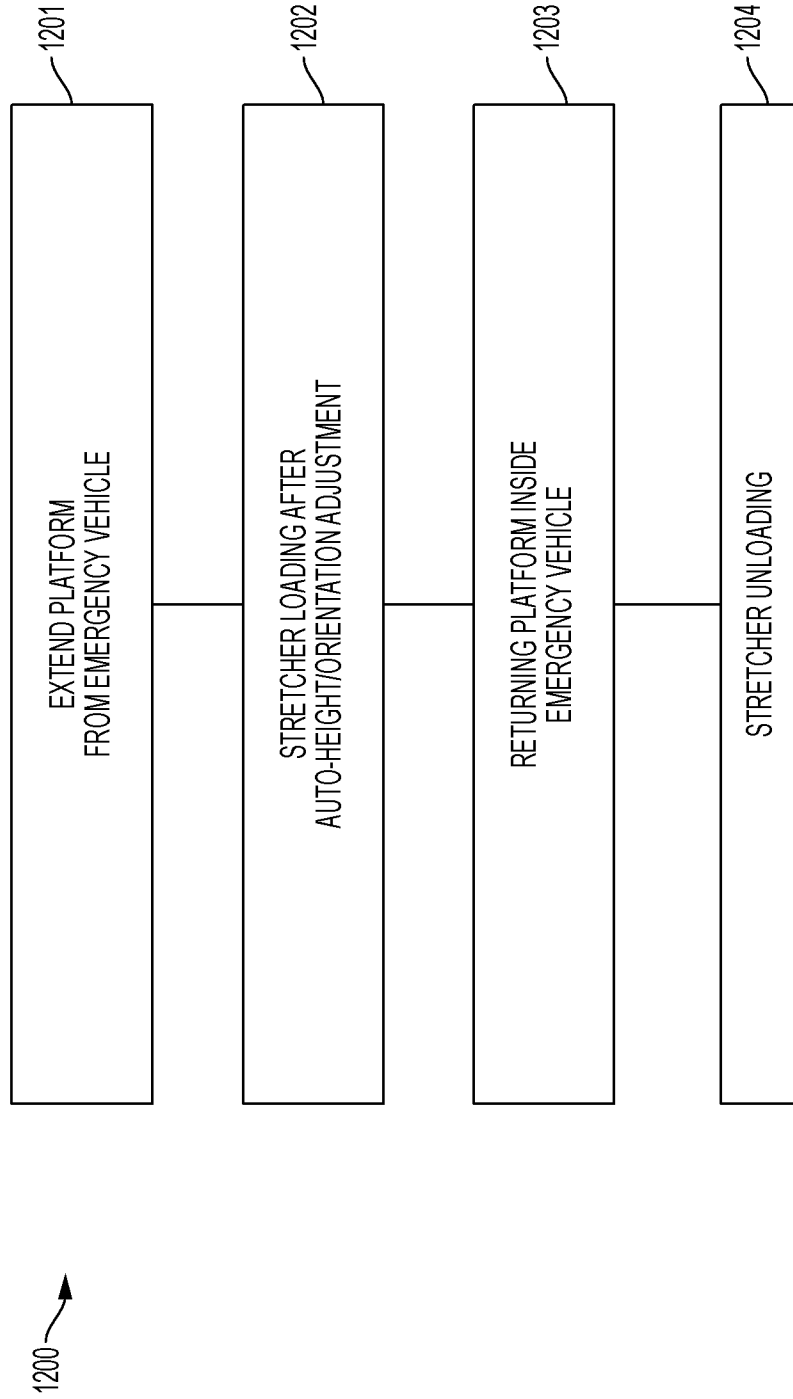 1200
EXTEND PLATFORM
FROM EMERGENCY VEHICLE
1201
STRETCHER LOADING AFTER
AUTO-HEIGHT/ORIENTATION ADJUSTMENT
1202
RETURNING PLATFORM INSIDE
EMERGENCY VEHICLE
1203
STRETCHER UNLOADING
1204